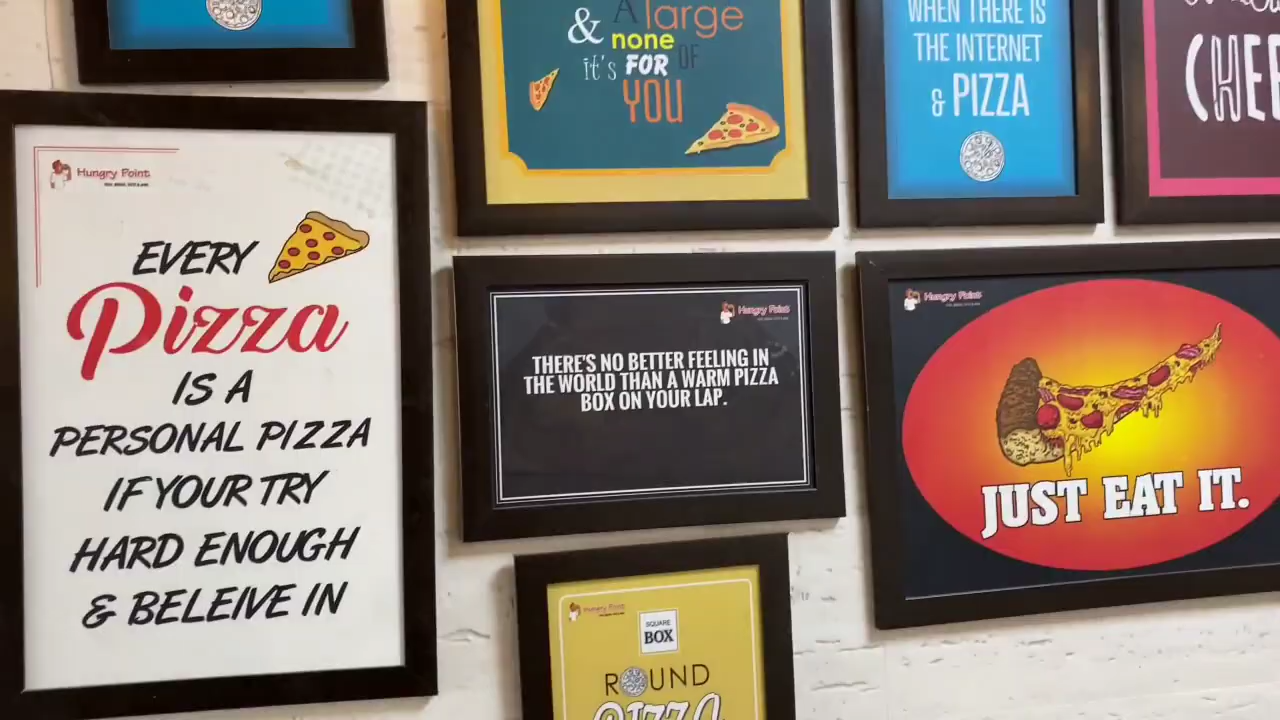 & A large
none
it's FOR OF
YOU
WHEN THERE IS
THE INTERNET
& PIZZA
Hungry Point
EVERY
Pizza
IS A
PERSONAL PIZZA
IF YOUR TRY
HARD ENOUGH
& BELEIVE IN
Hungry Point
THERE'S NO BETTER FEELING IN
THE WORLD THAN A WARM PIZZA
BOX ON YOUR LAP.
Hungry Point
JUST EAT IT.
Hungry Point
SQUARE
BOX
ROUND
PIZZA